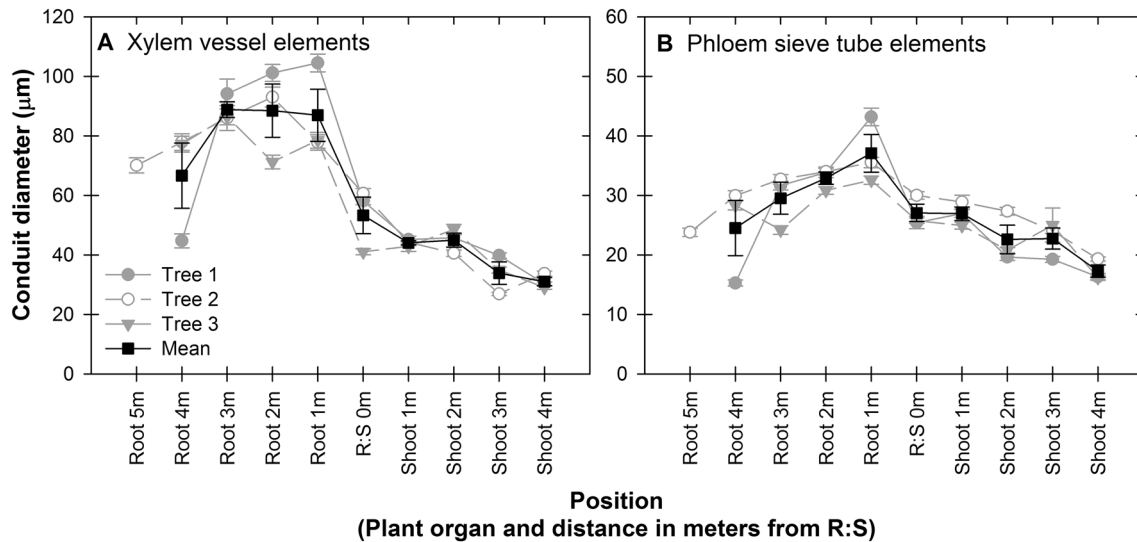 A Xylem vessel elements
B Phloem sieve tube elements
Conduit diameter (μm)
120
100
80
60
40
20
0
60
50
40
30
20
10
0
Tree 1
Tree 2
Tree 3
Mean
Root 5m
Root 4m
Root 3m
Root 2m
Root 1m
R:S 0m
Shoot 1m
Shoot 2m
Shoot 3m
Shoot 4m
Root 5m
Root 4m
Root 3m
Root 2m
Root 1m
R:S 0m
Shoot 1m
Shoot 2m
Shoot 3m
Shoot 4m
Position
(Plant organ and distance in meters from R:S)